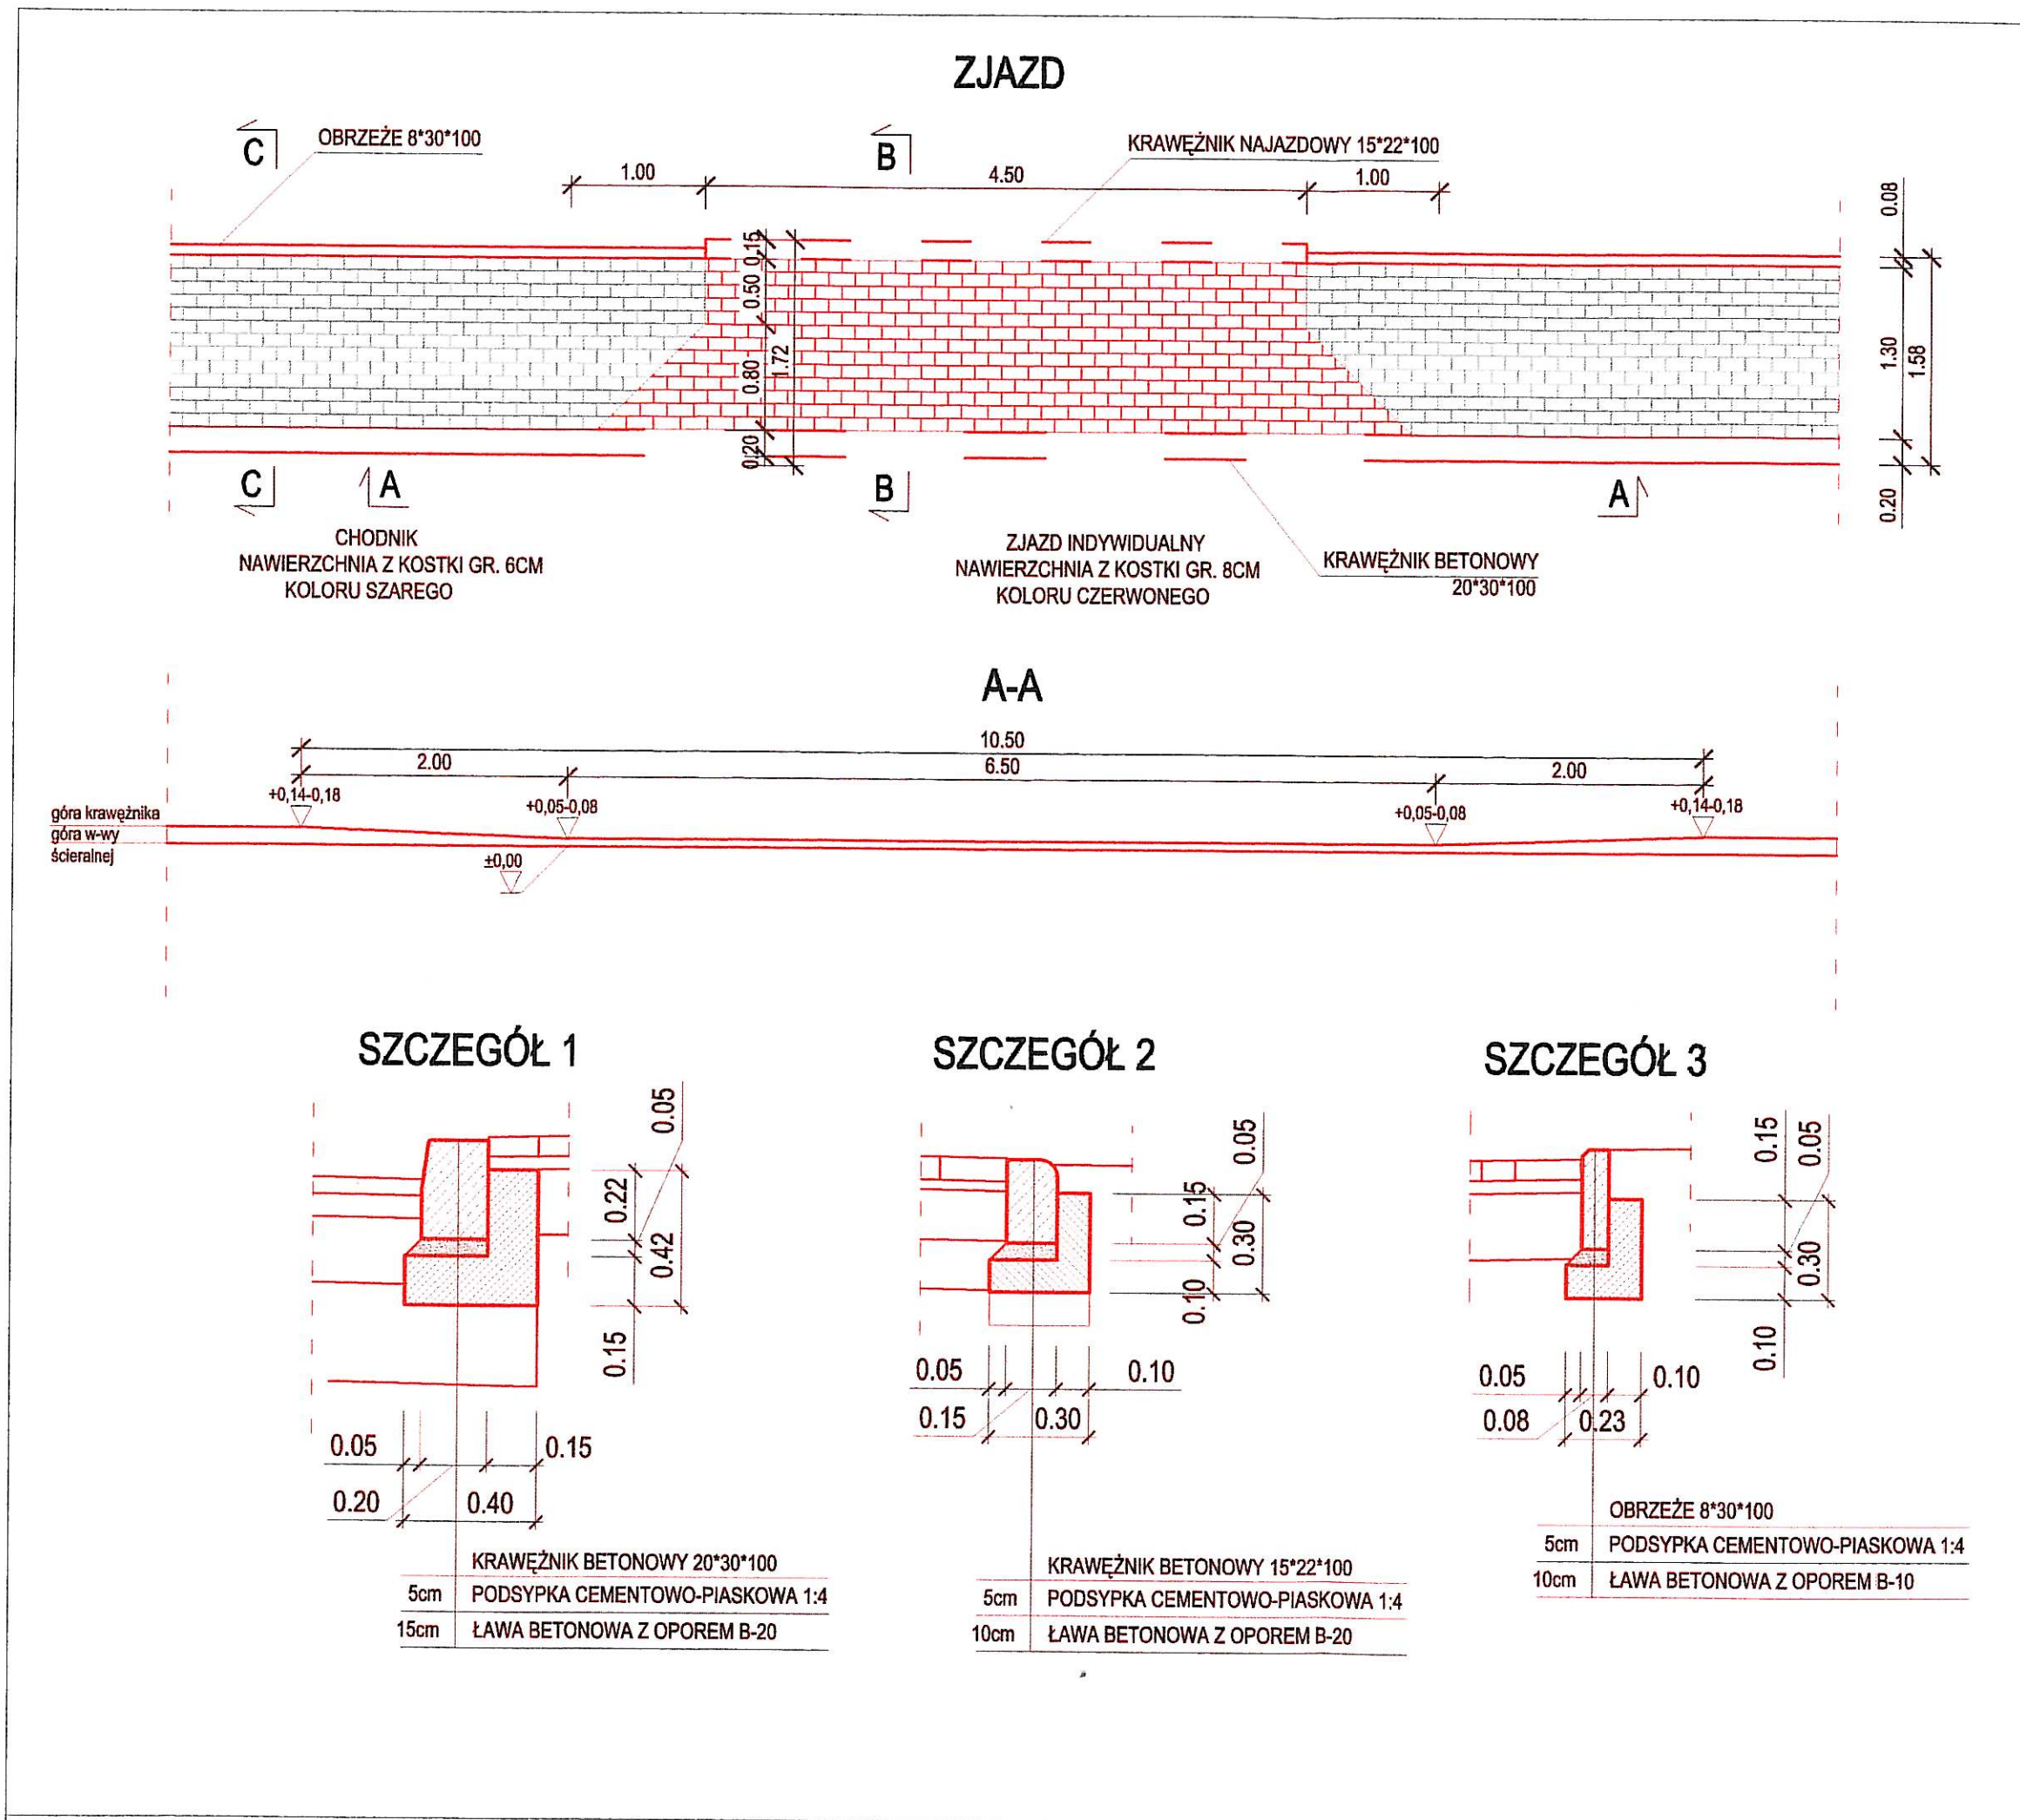 ZJAZD
C
OBRZEŻE 8*30*100
B
KRAWĘŻNIK NAJAZDOWY 15*22*100
1.00
4.50
1.00
0.08
0.15
0.50
0.80
1.72
0.20
1.30
1.58
0.20
C
A
B
A
CHODNIK
NAWIERZCHNIA Z KOSTKI GR. 6CM
KOLORU SZAREGO
ZJAZD INDYWIDUALNY
NAWIERZCHNIA Z KOSTKI GR. 8CM
KOLORU CZERWONEGO
KRAWĘŻNIK BETONOWY
20*30*100
A-A
10.50
2.00
6.50
2.00
+0,14-0,18
+0,05-0,08
+0,05-0,08
+0,14-0,18
góra krawężnika
góra w-wy
ścieralnej
±0,00
SZCZEGÓŁ 1
0.05
0.22
0.42
0.15
0.05
0.15
0.20
0.40
KRAWĘŻNIK BETONOWY 20*30*100
5cm PODSYPKA CEMENTOWO-PIASKOWA 1:4
15cm ŁAWA BETONOWA Z OPOREM B-20
SZCZEGÓŁ 2
0.05
0.15
0.30
0.10
0.05
0.10
0.15
0.30
KRAWĘŻNIK BETONOWY 15*22*100
5cm PODSYPKA CEMENTOWO-PIASKOWA 1:4
10cm ŁAWA BETONOWA Z OPOREM B-20
SZCZEGÓŁ 3
0.15
0.05
0.30
0.10
0.05
0.10
0.08
0.23
OBRZEŻE 8*30*100
5cm PODSYPKA CEMENTOWO-PIASKOWA 1:4
10cm ŁAWA BETONOWA Z OPOREM B-10